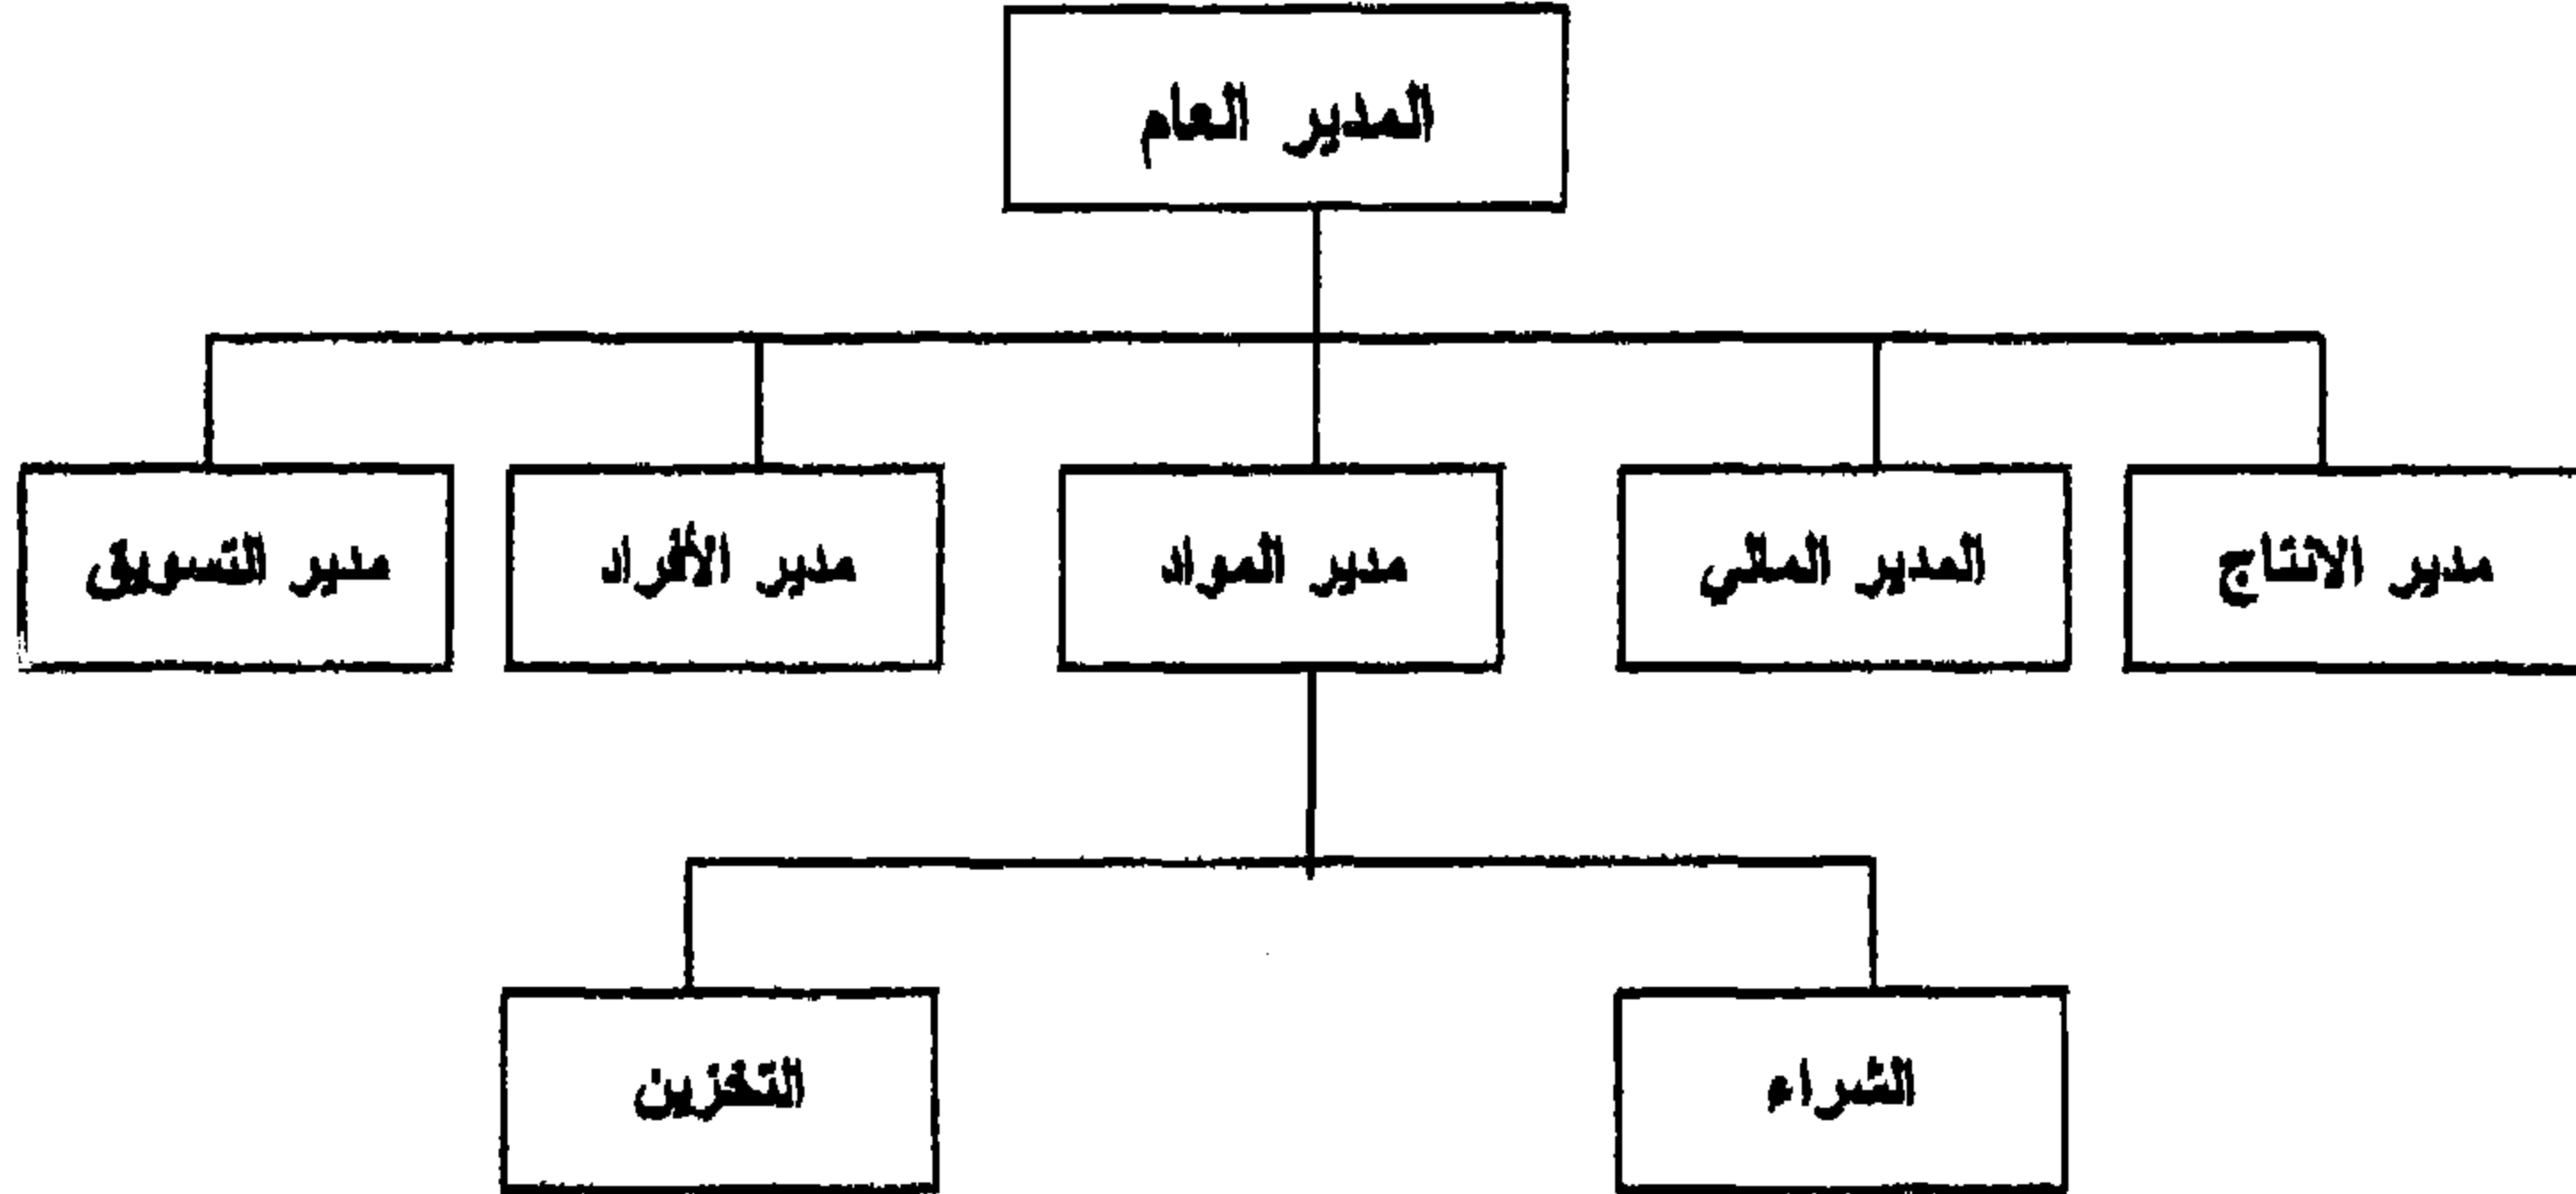 المدير العام
مدير الانتاج
المدير المالي
مدير المواد
مدير الأفراد
مدير التسويق
الشراء
التخزين